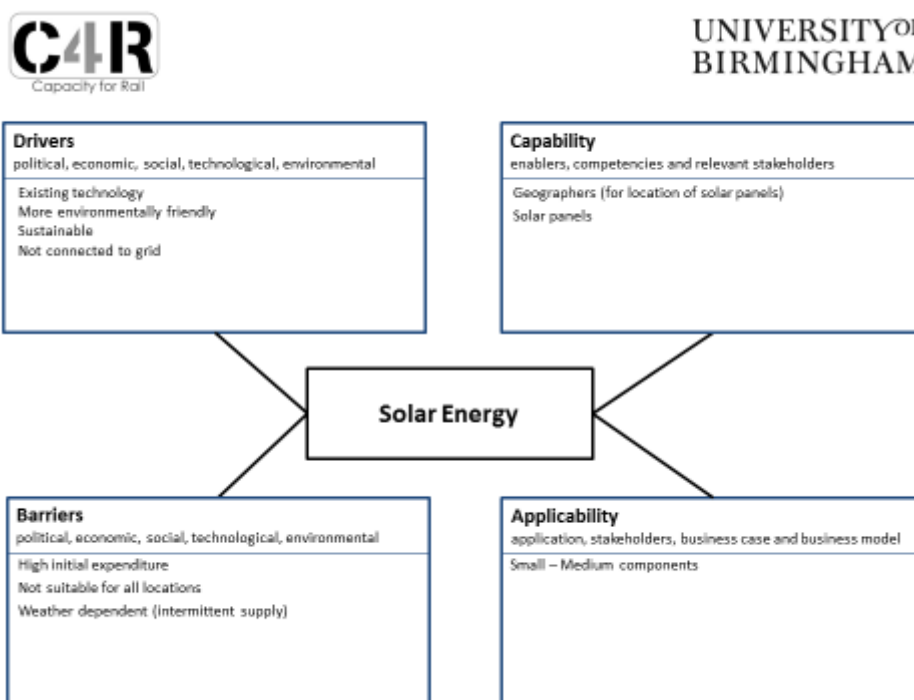 C4R
Capacity for Rail
UNIVERSITY OF
BIRMINGHAM
Drivers
political, economic, social, technological, environmental
Existing technology
More environmentally friendly
Sustainable
Not connected to grid
Capability
enablers, competencies and relevant stakeholders
Geographers (for location of solar panels)
Solar panels
Solar Energy
Barriers
political, economic, social, technological, environmental
High initial expenditure
Not suitable for all locations
Weather dependent (intermittent supply)
Applicability
application, stakeholders, business case and business model
Small – Medium components